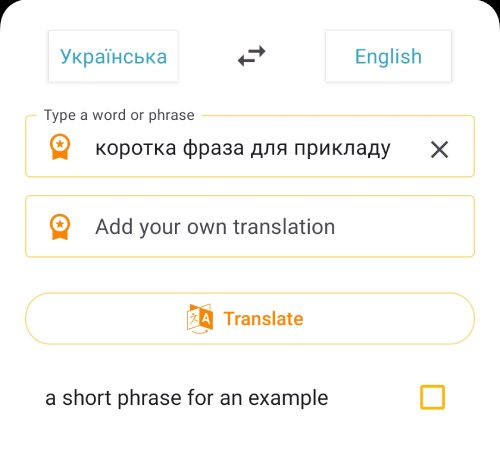 Українська
English
Type a word or phrase
коротка фраза для прикладу
Add your own translation
Translate
a short phrase for an example